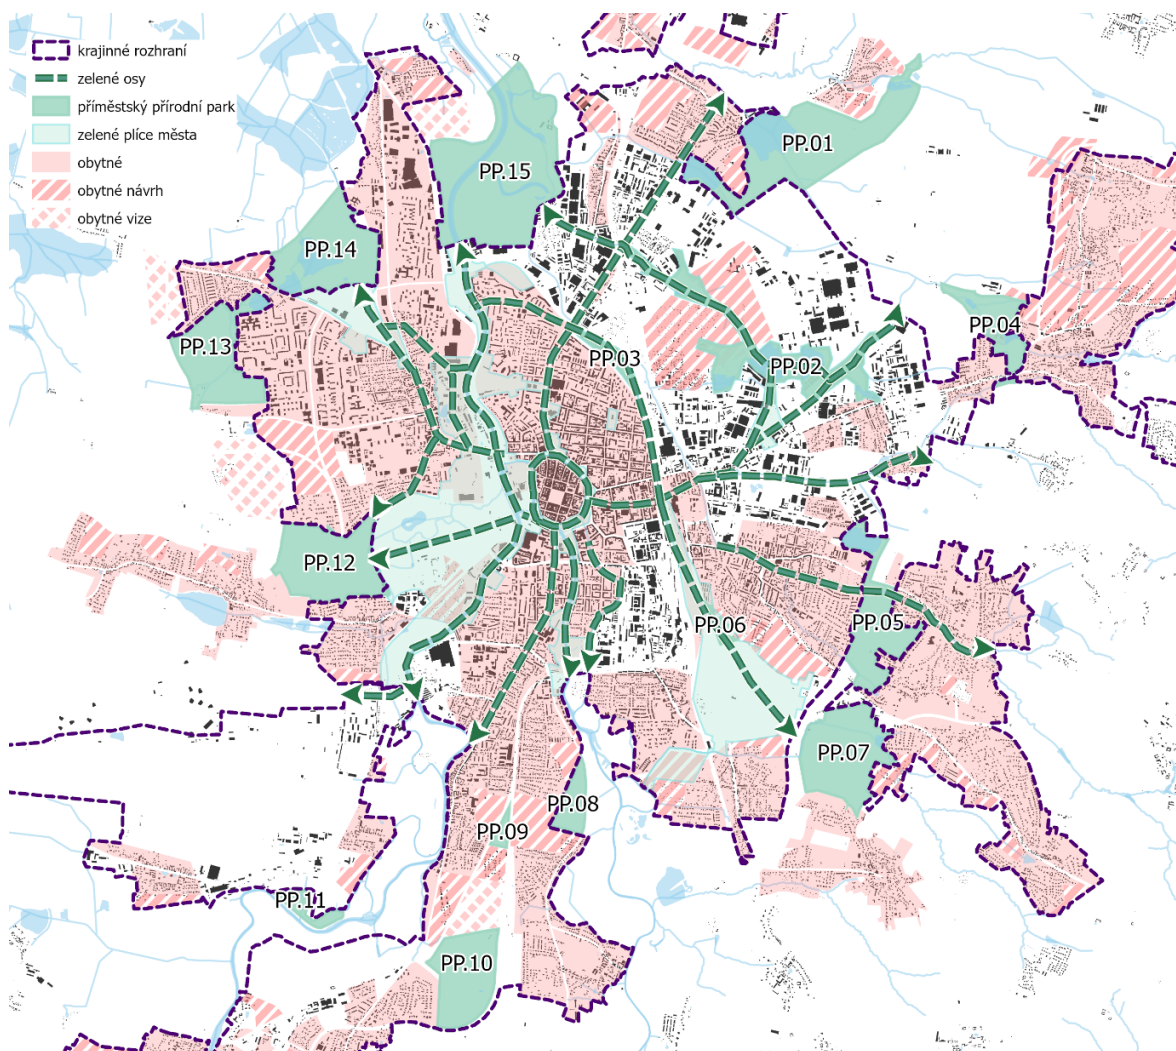 krajinné rozhraní
zelené osy
příměstský přírodní park
zelené plíce města
obytné
obytné návrh
obytné vize
PP.01
PP.15
PP.14
PP.04
PP.13
PP.03
PP.02
PP.12
PP.05
PP.06
PP.07
PP.08
PP.09
PP.11
PP.10